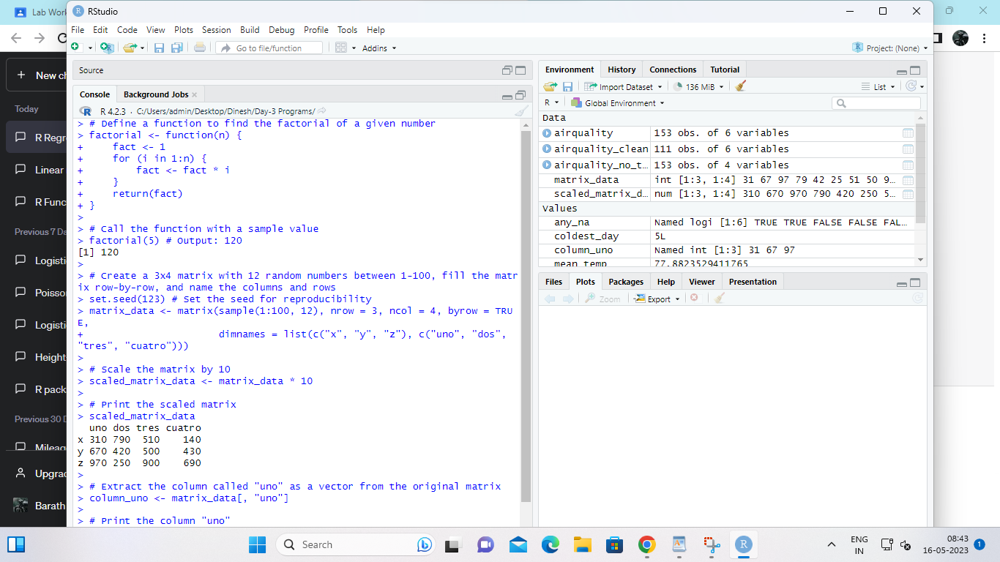 Lab Work
RStudio
File Edit Code View Plots Session Build Debug Profile Tools Help
Go to file/function
Addins
Project: (None)
Source
Console Background Jobs
R 4.2.3 · C:/Users/admin/Desktop/Dinesh/Day-3 Programs/
> # Define a function to find the factorial of a given number
> factorial <- function(n) {
+     fact <- 1
+     for (i in 1:n) {
+         fact <- fact * i
+     }
+     return(fact)
+ }
>
> # Call the function with a sample value
> factorial(5) # Output: 120
[1] 120
>
> # Create a 3x4 matrix with 12 random numbers between 1-100, fill the matr
ix row-by-row, and name the columns and rows
> set.seed(123) # Set the seed for reproducibility
> matrix_data <- matrix(sample(1:100, 12), nrow = 3, ncol = 4, byrow = TRU
E,
+                       dimnames = list(c("x", "y", "z"), c("uno", "dos",
"tres", "cuatro")))
>
> # Scale the matrix by 10
> scaled_matrix_data <- matrix_data * 10
>
> # Print the scaled matrix
> scaled_matrix_data
  uno dos tres cuatro
x 310 790  510    140
y 670 420  500    430
z 970 250  900    690
>
> # Extract the column called "uno" as a vector from the original matrix
> column_uno <- matrix_data[, "uno"]
>
> # Print the column "uno"
Environment History Connections Tutorial
Import Dataset 136 MiB List
R Global Environment
Data
airquality 153 obs. of 6 variables
airquality_clean 111 obs. of 6 variables
airquality_no_t… 153 obs. of 4 variables
matrix_data int [1:3, 1:4] 31 67 97 79 42 25 51 50 9…
scaled_matrix_d… num [1:3, 1:4] 310 670 970 790 420 250 5…
Values
any_na Named logi [1:6] TRUE TRUE FALSE FALSE FAL…
coldest_day 5L
column_uno Named int [1:3] 31 67 97
mean_temp 77.8823529411765
Files Plots Packages Help Viewer Presentation
Zoom Export
+ New ch
Today
R Regr
Linear
R Func
Previous 7 Da
Logisti
Poisso
Logisti
Height
R pack
Previous 30 D
Mileag
Upgrad
Barath
Search
ENG
IN
08:43
16-05-2023
1